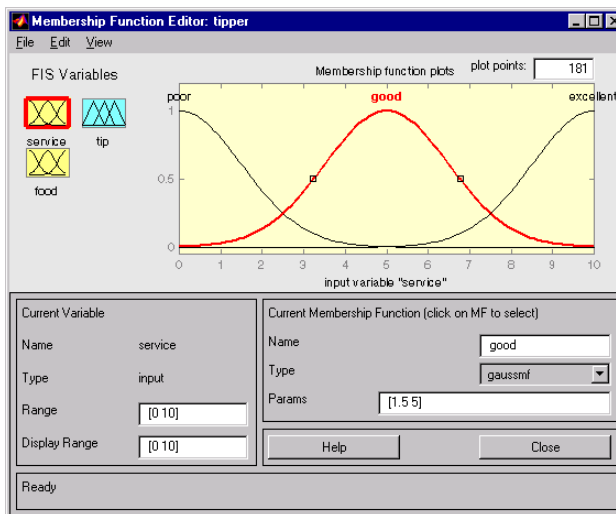 Membership Function Editor: tipper
File Edit View
FIS Variables
Membership function plots plot points: 181
service tip
food
poor good excellent
1
0.5
0
0 1 2 3 4 5 6 7 8 9 10
input variable "service"
Current Variable
Name service
Type input
Range [0 10]
Display Range [0 10]
Current Membership Function (click on MF to select)
Name good
Type gaussmf
Params [1.5 5]
Help Close
Ready